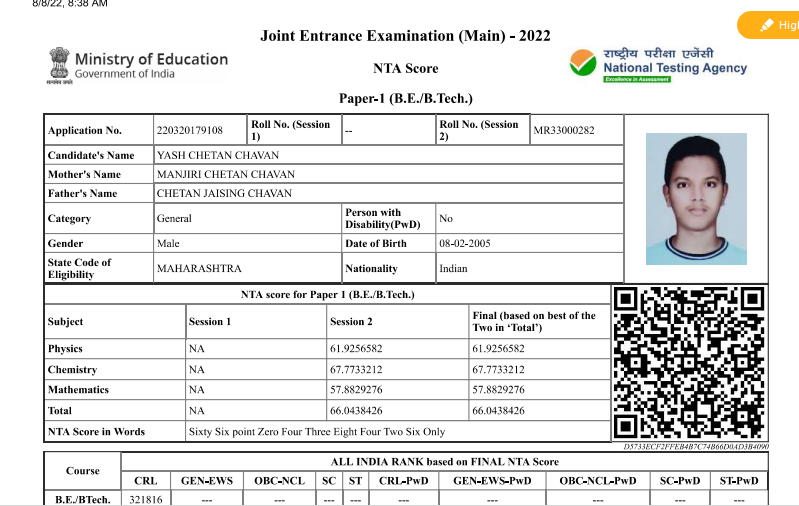 8/8/22, 8:38 AM
Joint Entrance Examination (Main) - 2022
Ministry of Education
Government of India
सत्यमेव जयते
NTA Score
राष्ट्रीय परीक्षा एजेंसी
National Testing Agency
Excellence in Assessment
Paper-1 (B.E./B.Tech.)
Application No. 220320179108 Roll No. (Session 1) -- Roll No. (Session 2) MR33000282
Candidate's Name YASH CHETAN CHAVAN
Mother's Name MANJIRI CHETAN CHAVAN
Father's Name CHETAN JAISING CHAVAN
Category General Person with Disability(PwD) No
Gender Male Date of Birth 08-02-2005
State Code of Eligibility MAHARASHTRA Nationality Indian
NTA score for Paper 1 (B.E./B.Tech.)
Subject Session 1 Session 2 Final (based on best of the Two in ‘Total’)
Physics NA 61.9256582 61.9256582
Chemistry NA 67.7733212 67.7733212
Mathematics NA 57.8829276 57.8829276
Total NA 66.0438426 66.0438426
NTA Score in Words Sixty Six point Zero Four Three Eight Four Two Six Only
D5733ECF2FFEB4B7C74B66D0AD3B4090
ALL INDIA RANK based on FINAL NTA Score
Course CRL GEN-EWS OBC-NCL SC ST CRL-PwD GEN-EWS-PwD OBC-NCL-PwD SC-PwD ST-PwD
B.E./BTech. 321816 --- --- --- --- --- --- --- --- ---